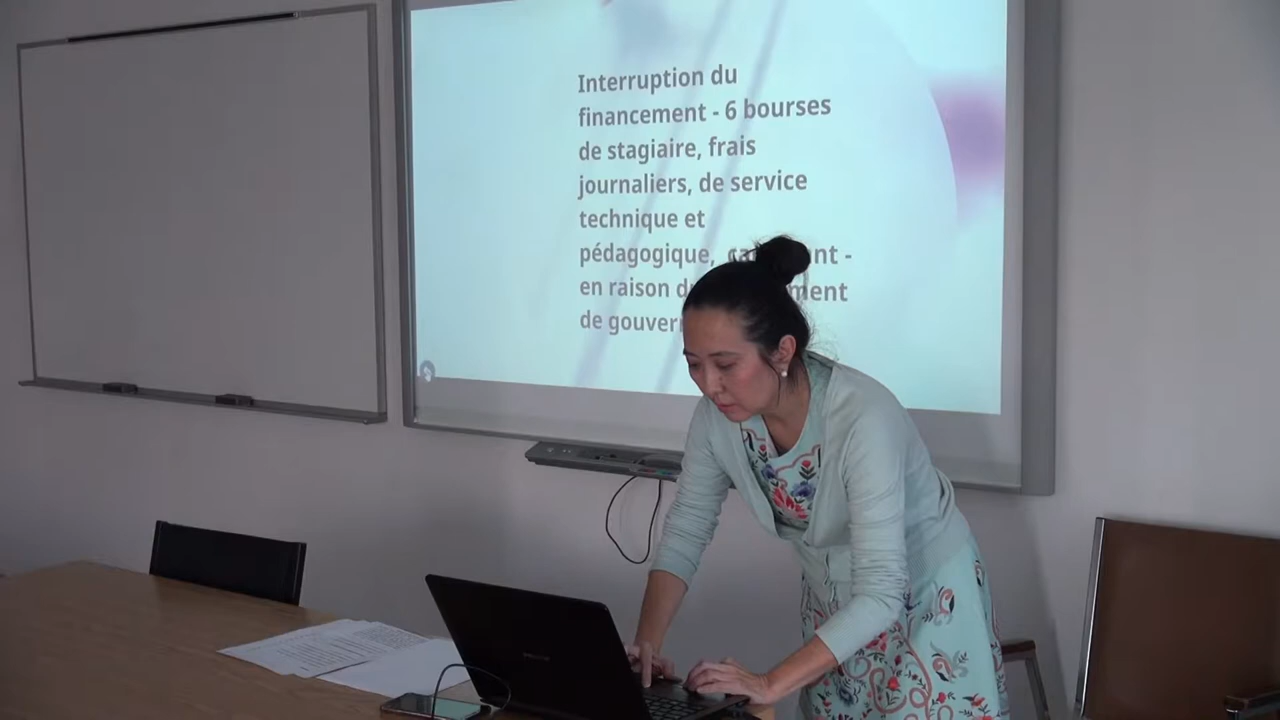 Interruption du
financement - 6 bourses
de stagiaire, frais
journaliers, de service
technique et
pédagogique,
en raison
de